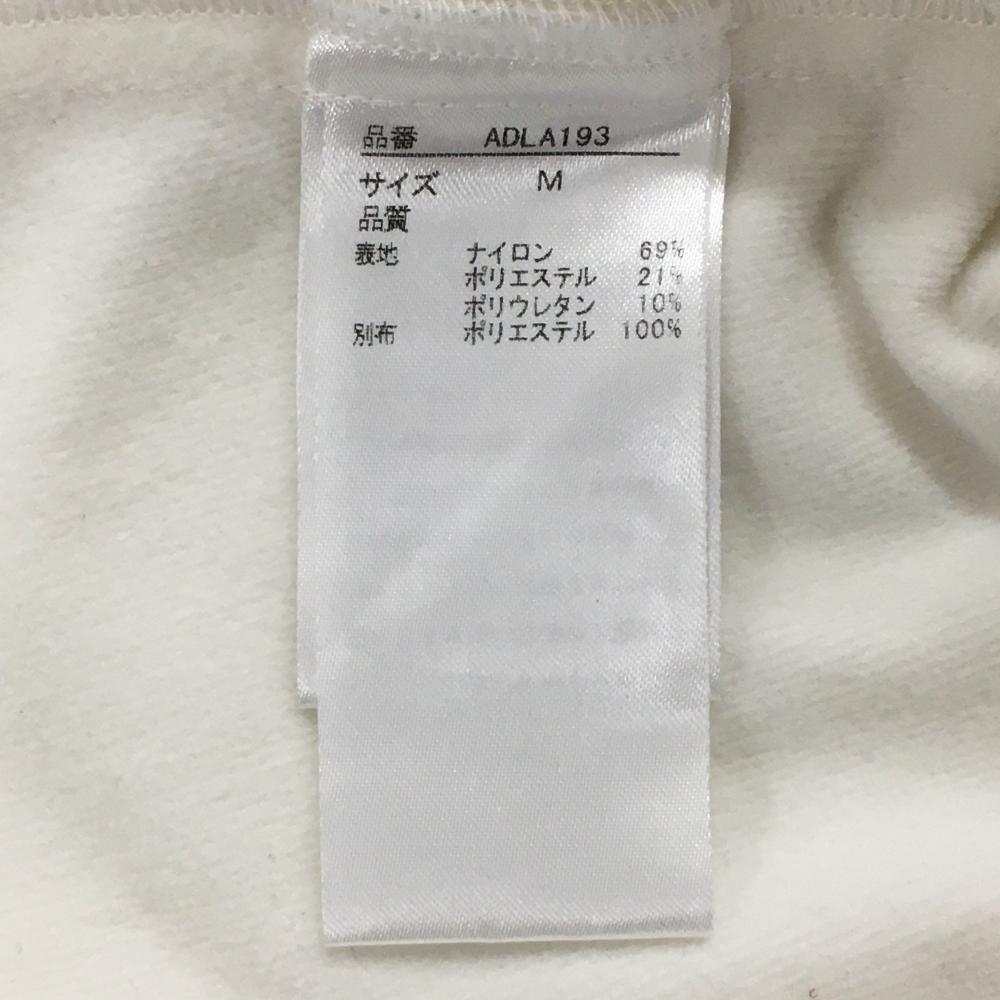 品番 ADLA193
サイズ M
品質
表地 ナイロン 69%
ポリエステル 21%
ポリウレタン 10%
別布 ポリエステル 100%